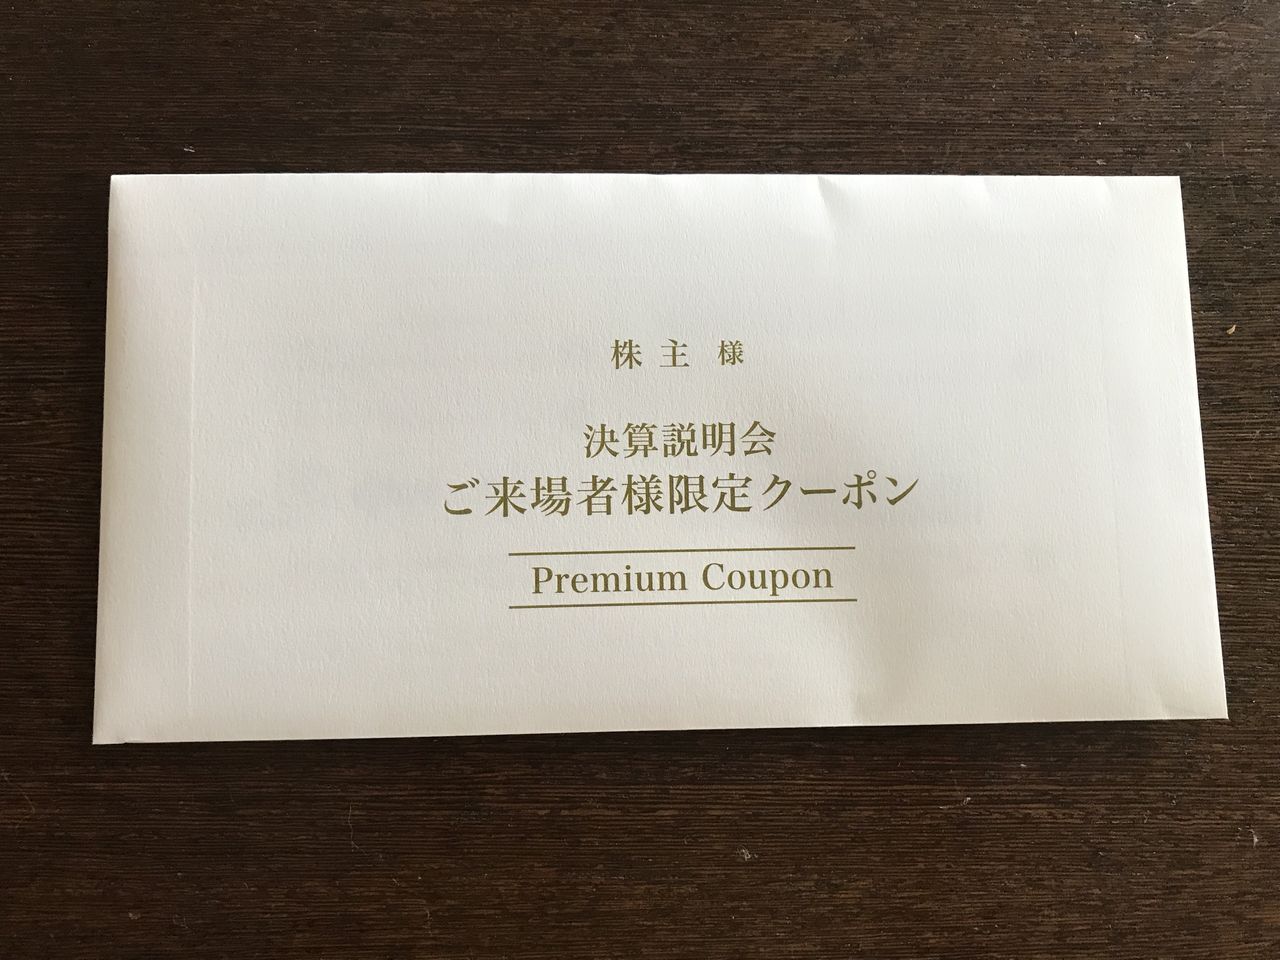 株主様
決算説明会
ご来場者様限定クーポン
Premium Coupon